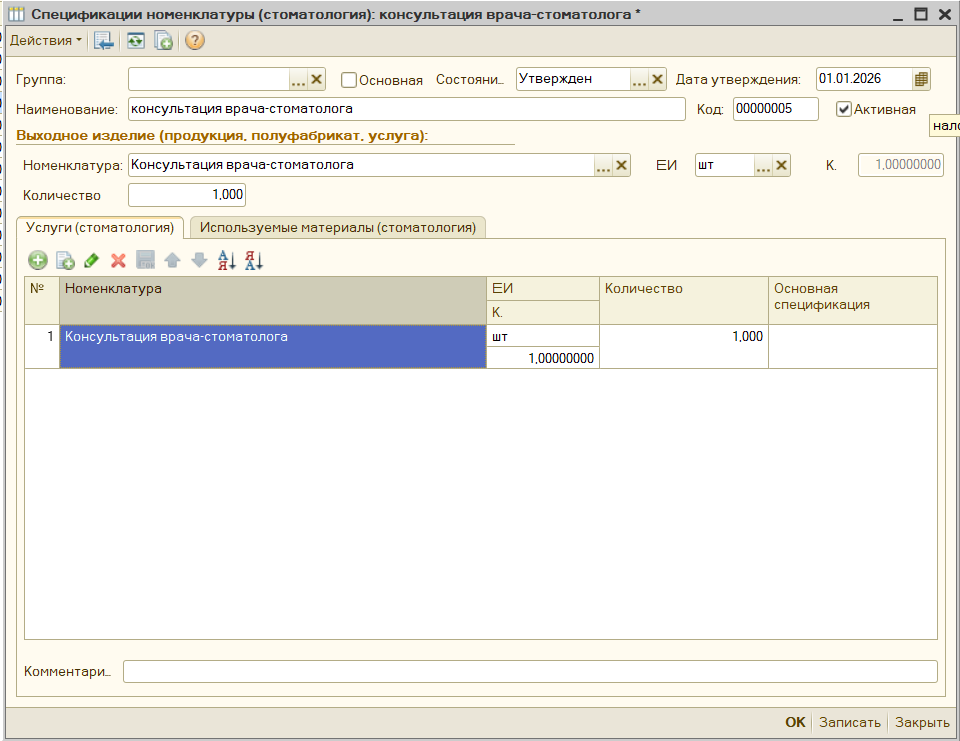 Спецификации номенклатуры (стоматология): консультация врача-стоматолога *
Действия
Группа: ... Основная Состояни... Утвержден ... Дата утверждения: 01.01.2026
Наименование: консультация врача-стоматолога Код: 00000005 Активная
нало
Выходное изделие (продукция, полуфабрикат, услуга):
Номенклатура: Консультация врача-стоматолога ... ЕИ шт ... К. 1,00000000
Количество 1,000
Услуги (стоматология) Используемые материалы (стоматология)
№ Номенклатура ЕИ Количество Основная спецификация
К.
1 Консультация врача-стоматолога шт 1,000
1,00000000
Комментари...
OK Записать Закрыть